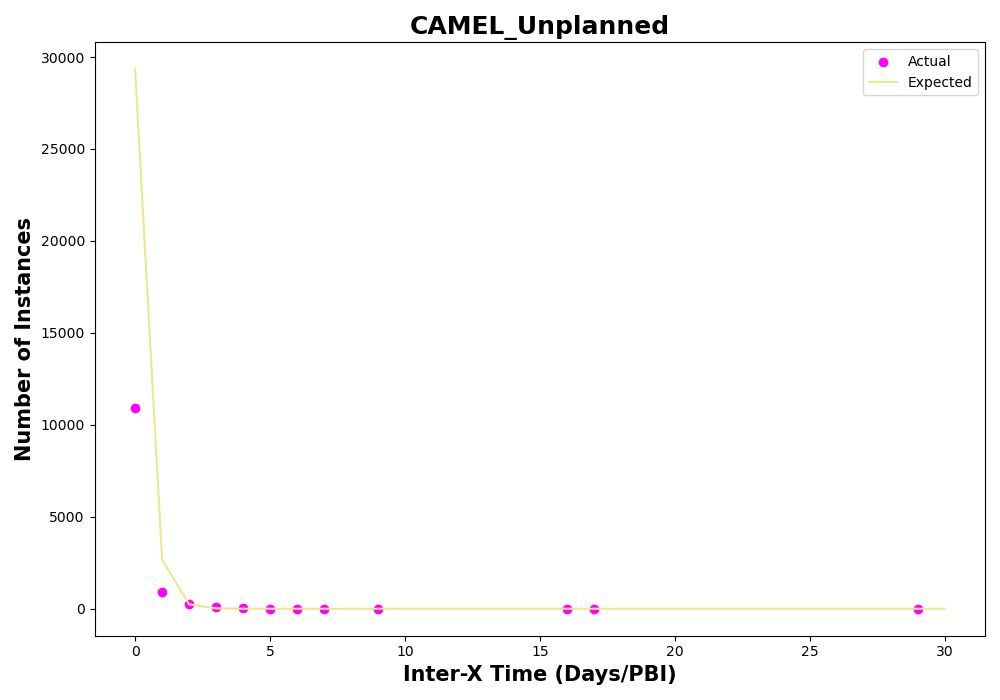 CAMEL_Unplanned
Actual
Expected
Number of Instances
30000
25000
20000
15000
10000
5000
0
0 5 10 15 20 25 30
Inter-X Time (Days/PBI)